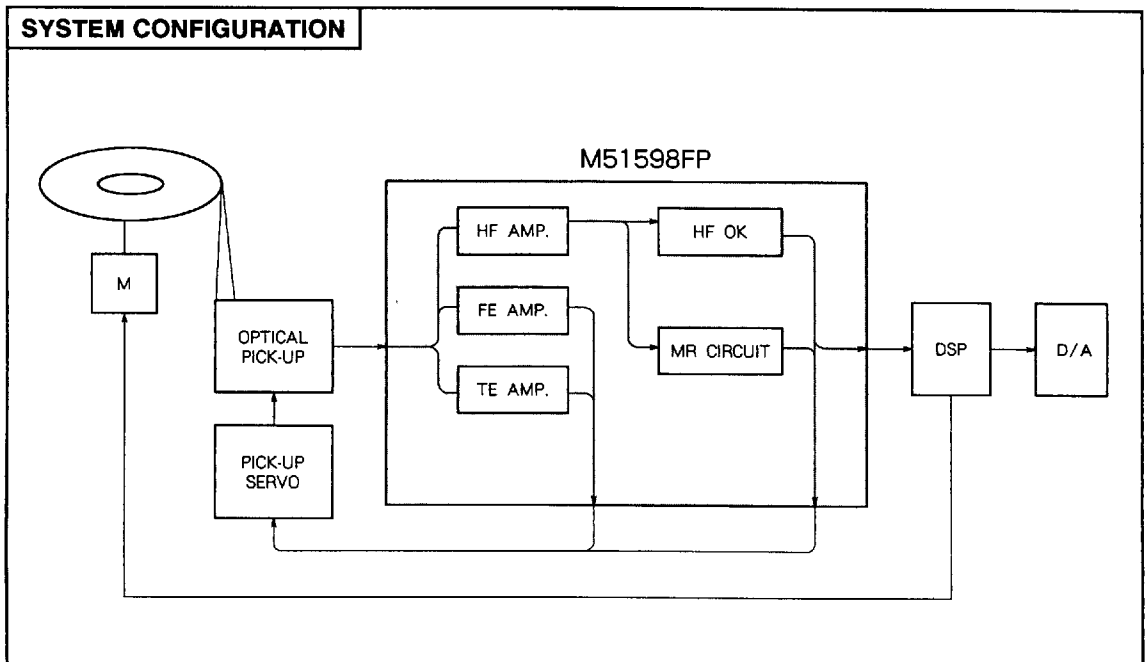 SYSTEM CONFIGURATION
M51598FP
HF AMP.
HF OK
M
FE AMP.
OPTICAL
PICK-UP
MR CIRCUIT
DSP
D/A
TE AMP.
PICK-UP
SERVO